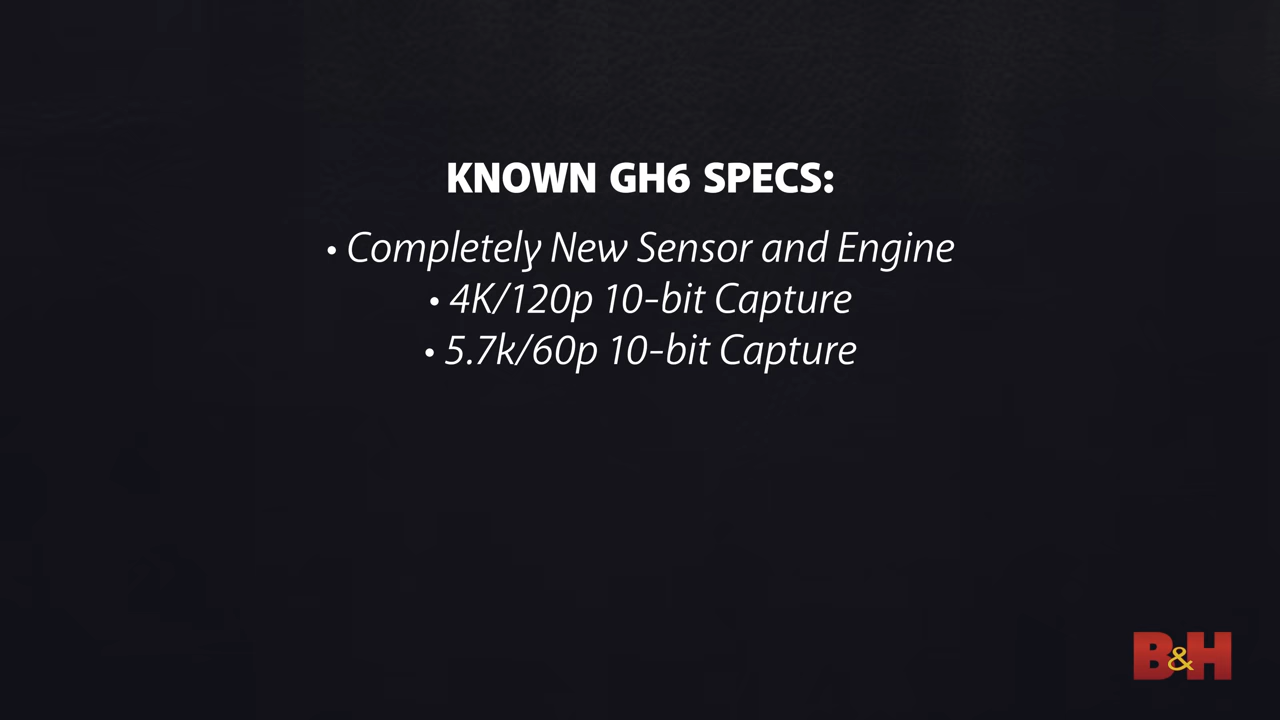 KNOWN GH6 SPECS:
• Completely New Sensor and Engine
• 4K/120p 10-bit Capture
• 5.7k/60p 10-bit Capture
B&H